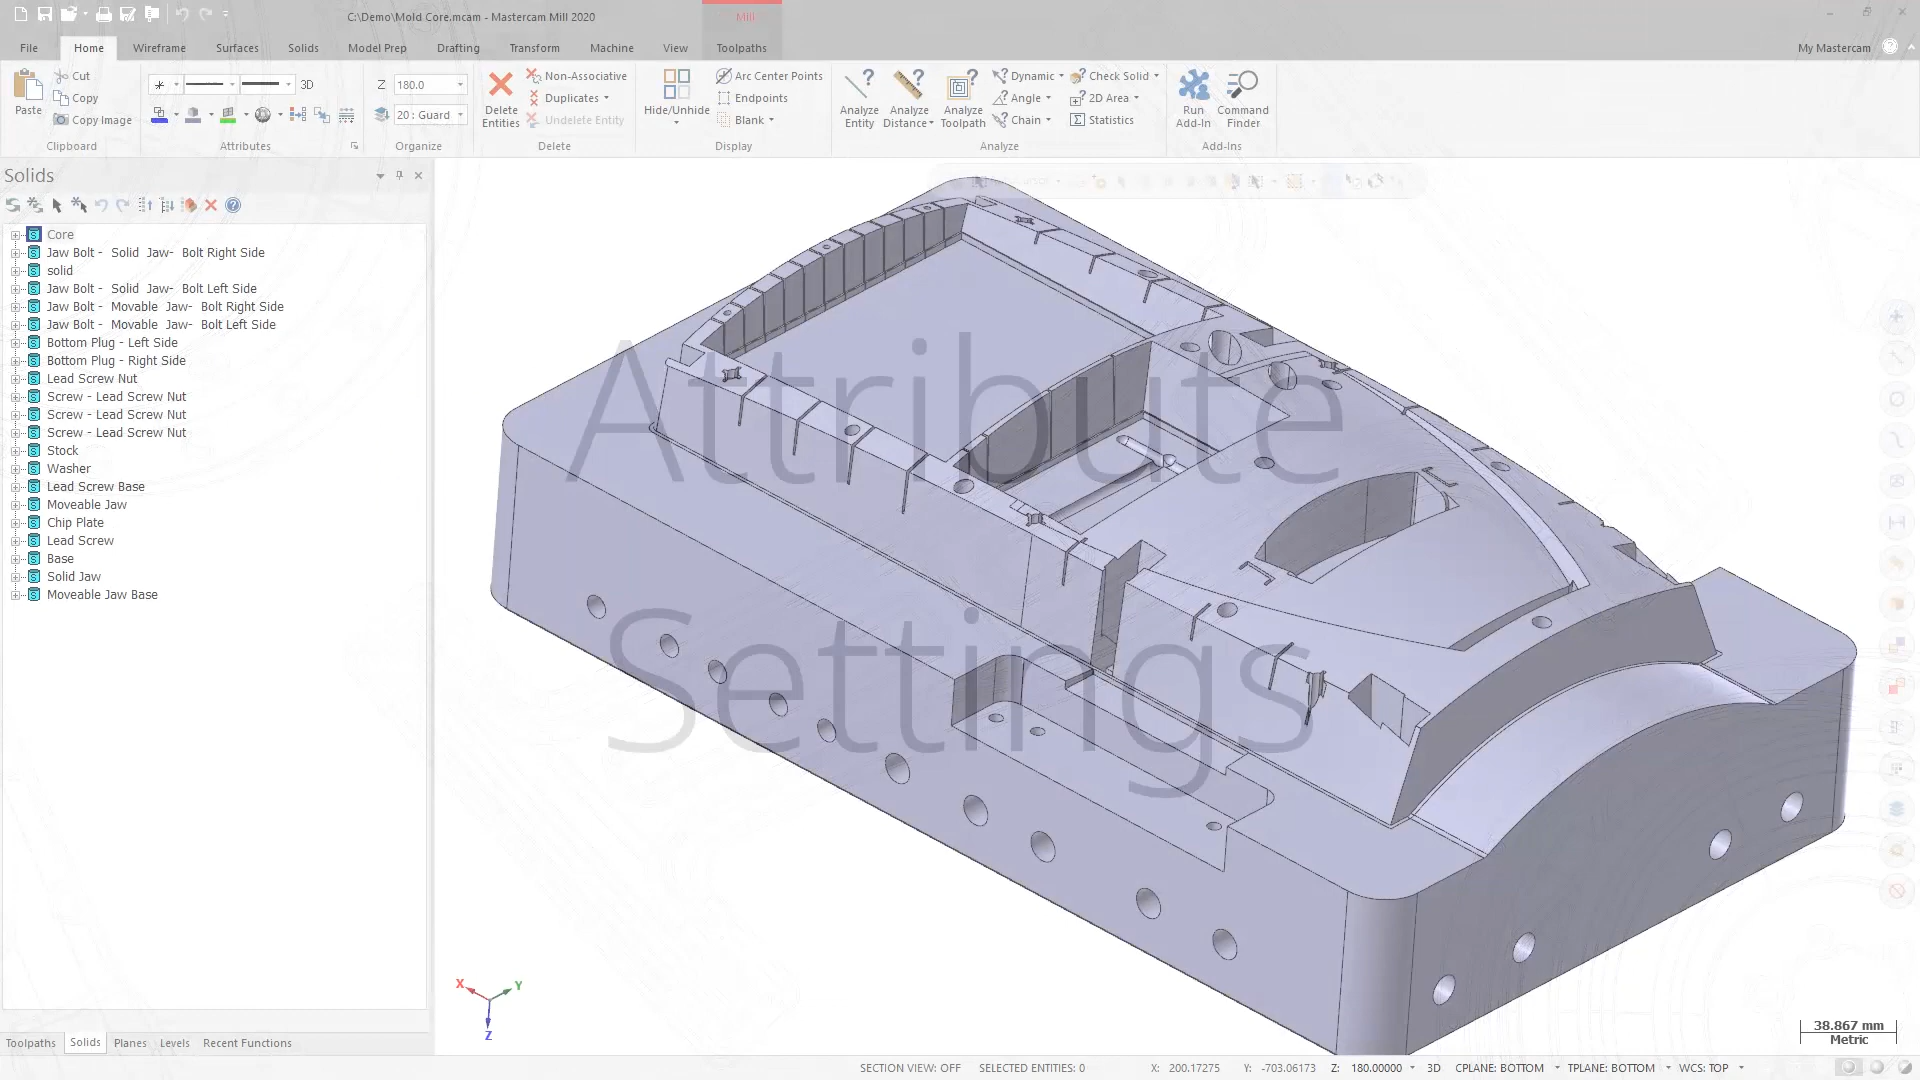 C:\Demo\Mold Core.mcam - Mastercam Mill 2020
Mill
File Home Wireframe Surfaces Solids Model Prep Drafting Transform Machine View Toolpaths My Mastercam
Paste
Cut
Copy
Copy Image
Clipboard
3D
Attributes
Z 180.0
20 : Guard
Organize
Delete Entities
Non-Associative
Duplicates
Undelete Entity
Delete
Hide/Unhide
Arc Center Points
Endpoints
Blank
Display
Analyze Entity
Analyze Distance
Analyze Toolpath
Dynamic
Angle
Chain
Check Solid
2D Area
Statistics
Analyze
Run Add-In
Command Finder
Add-Ins
Solids
Core
Jaw Bolt - Solid Jaw- Bolt Right Side
solid
Jaw Bolt - Solid Jaw- Bolt Left Side
Jaw Bolt - Movable Jaw- Bolt Right Side
Jaw Bolt - Movable Jaw- Bolt Left Side
Bottom Plug - Left Side
Bottom Plug - Right Side
Lead Screw Nut
Screw - Lead Screw Nut
Screw - Lead Screw Nut
Screw - Lead Screw Nut
Stock
Washer
Lead Screw Base
Moveable Jaw
Chip Plate
Lead Screw
Base
Solid Jaw
Moveable Jaw Base
Attribute
Settings
X Y
Z
38.867 mm
Metric
Toolpaths Solids Planes Levels Recent Functions
SECTION VIEW: OFF SELECTED ENTITIES: 0 X: 200.17275 Y: -703.06173 Z: 180.00000 3D CPLANE: BOTTOM TPLANE: BOTTOM WCS: TOP